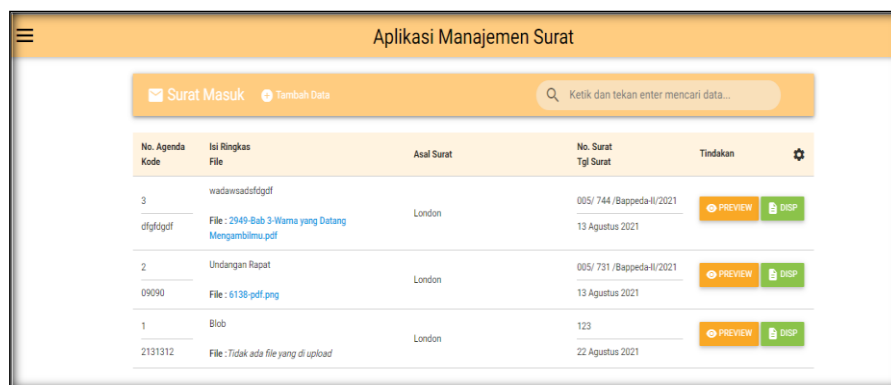 Aplikasi Manajemen Surat
Surat Masuk Tambah Data Ketik dan tekan enter mencari data...
No. Agenda Isi Ringkas Asal Surat No. Surat Tindakan
Kode File Tgl Surat
3 wadawsadsfdgdf London 005/ 744 /Bappeda-II/2021 PREVIEW DISP
dfgfdgdf File : 2949-Bab 3-Warna yang Datang 13 Agustus 2021
Mengambilmu.pdf
2 Undangan Rapat London 005/ 731 /Bappeda-II/2021 PREVIEW DISP
09090 File : 6138-pdf.png 13 Agustus 2021
1 Blob London 123 PREVIEW DISP
2131312 File : Tidak ada file yang di upload 22 Agustus 2021